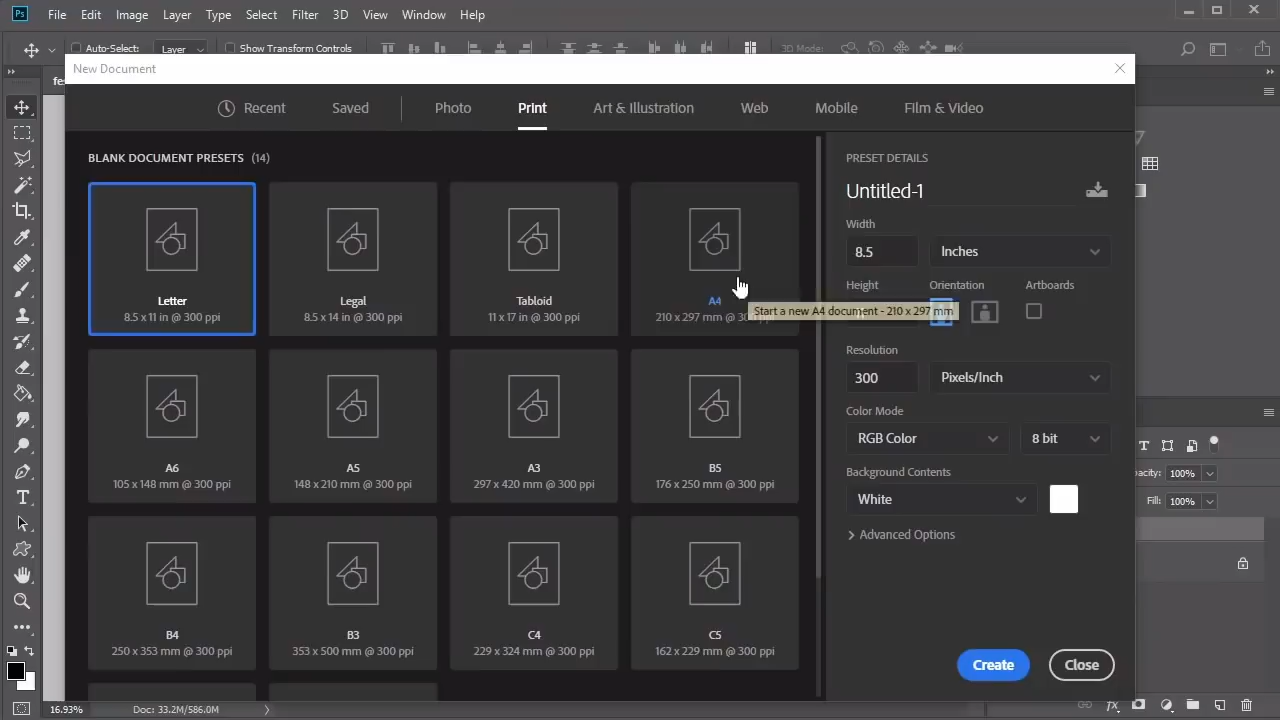 Ps File Edit Image Layer Type Select Filter 3D View Window Help
Auto-Select: Layer Show Transform Controls 3D Mode:
New Document
Recent Saved Photo Print Art & Illustration Web Mobile Film & Video
BLANK DOCUMENT PRESETS (14)
Letter
8.5 x 11 in @ 300 ppi
Legal
8.5 x 14 in @ 300 ppi
Tabloid
11 x 17 in @ 300 ppi
A4
210 x 297 mm @
Start a new A4 document - 210 x 297 mm
A6
105 x 148 mm @ 300 ppi
A5
148 x 210 mm @ 300 ppi
A3
297 x 420 mm @ 300 ppi
B5
176 x 250 mm @ 300 ppi
B4
250 x 353 mm @ 300 ppi
B3
353 x 500 mm @ 300 ppi
C4
229 x 324 mm @ 300 ppi
C5
162 x 229 mm @ 300 ppi
PRESET DETAILS
Untitled-1
Width
8.5 Inches
Height Orientation Artboards
Resolution
300 Pixels/Inch
Color Mode
RGB Color 8 bit
Background Contents
White
Advanced Options
Create Close
100%
Fill: 100%
fx
16.93% Doc: 33.2M/586.0M